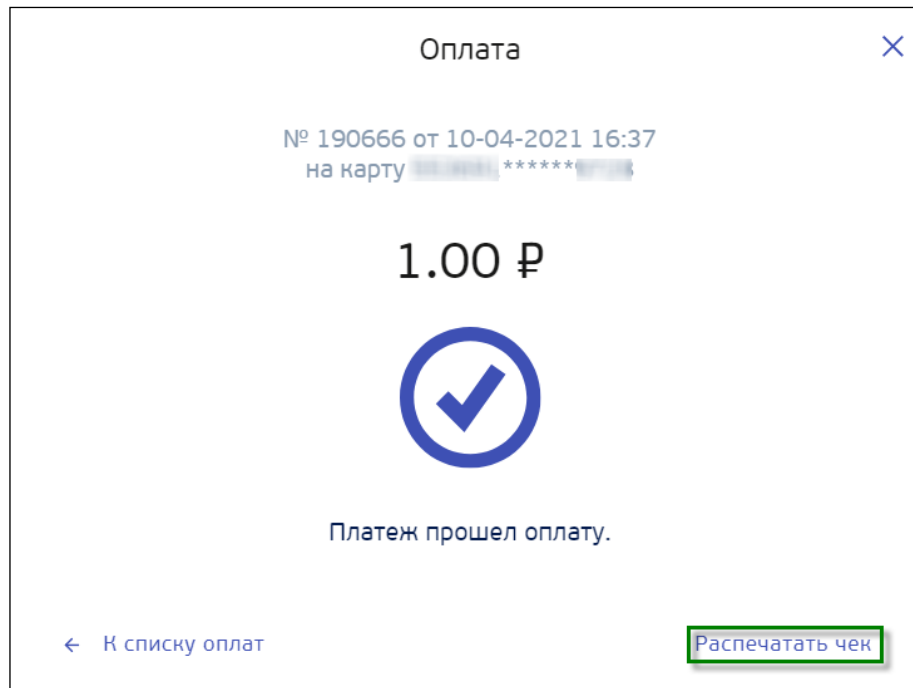 Оплата
№ 190666 от 10-04-2021 16:37
на карту ******
1.00 ₽
Платеж прошел оплату.
← К списку оплат
Распечатать чек